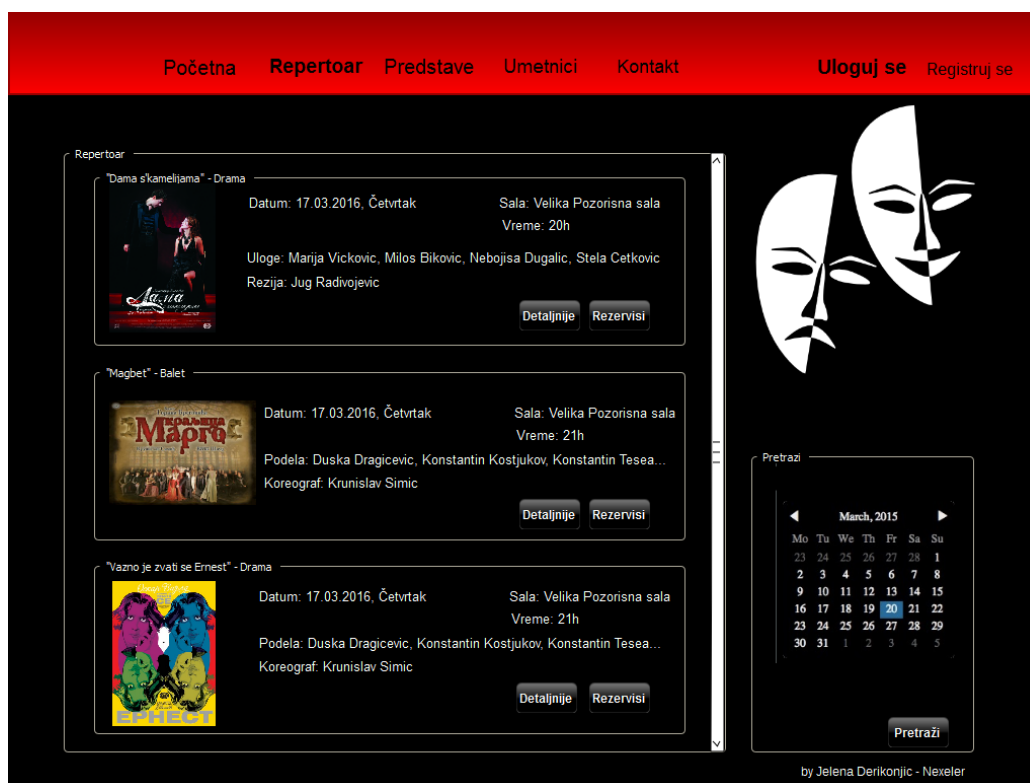 Početna Repertoar Predstave Umetnici Kontakt Uloguj se Registruj se
Repertoar
"Dama s'kamelijama" - Drama
Datum: 17.03.2016, Četvrtak Sala: Velika Pozorisna sala
Vreme: 20h
Uloge: Marija Vickovic, Milos Bikovic, Nebojisa Dugalic, Stela Cetkovic
Rezija: Jug Radivojevic
Detaljnije Rezervisi
"Magbet" - Balet
краљица
Марго
Datum: 17.03.2016, Četvrtak Sala: Velika Pozorisna sala
Vreme: 21h
Podela: Duska Dragicevic, Konstantin Kostjukov, Konstantin Tesea...
Koreograf: Krunislav Simic
Detaljnije Rezervisi
"Vazno je zvati se Ernest" - Drama
ЕРНЕСТ
Datum: 17.03.2016, Četvrtak Sala: Velika Pozorisna sala
Vreme: 21h
Podela: Duska Dragicevic, Konstantin Kostjukov, Konstantin Tesea...
Koreograf: Krunislav Simic
Detaljnije Rezervisi
Pretrazi
March, 2015
Mo Tu We Th Fr Sa Su
23 24 25 26 27 28 1
2 3 4 5 6 7 8
9 10 11 12 13 14 15
16 17 18 19 20 21 22
23 24 25 26 27 28 29
30 31 1 2 3 4 5
Pretraži
by Jelena Derikonjic - Nexeler